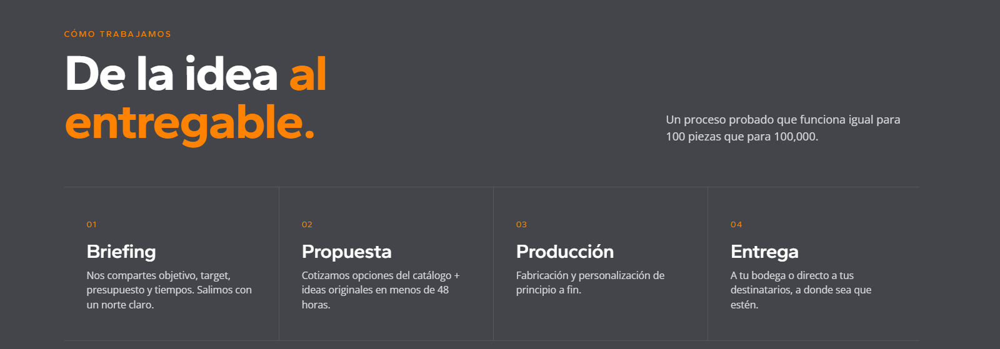 CÓMO TRABAJAMOS
De la idea al
entregable.
Un proceso probado que funciona igual para
100 piezas que para 100,000.
01
Briefing
Nos compartes objetivo, target,
presupuesto y tiempos. Salimos con
un norte claro.
02
Propuesta
Cotizamos opciones del catálogo +
ideas originales en menos de 48
horas.
03
Producción
Fabricación y personalización de
principio a fin.
04
Entrega
A tu bodega o directo a tus
destinatarios, a donde sea que
estén.